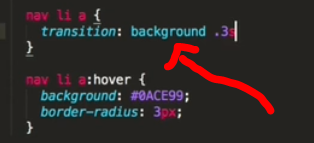 nav li a {
transition: background .3s
}
nav li a:hover {
background: #0ACE99;
border-radius: 3px;
}